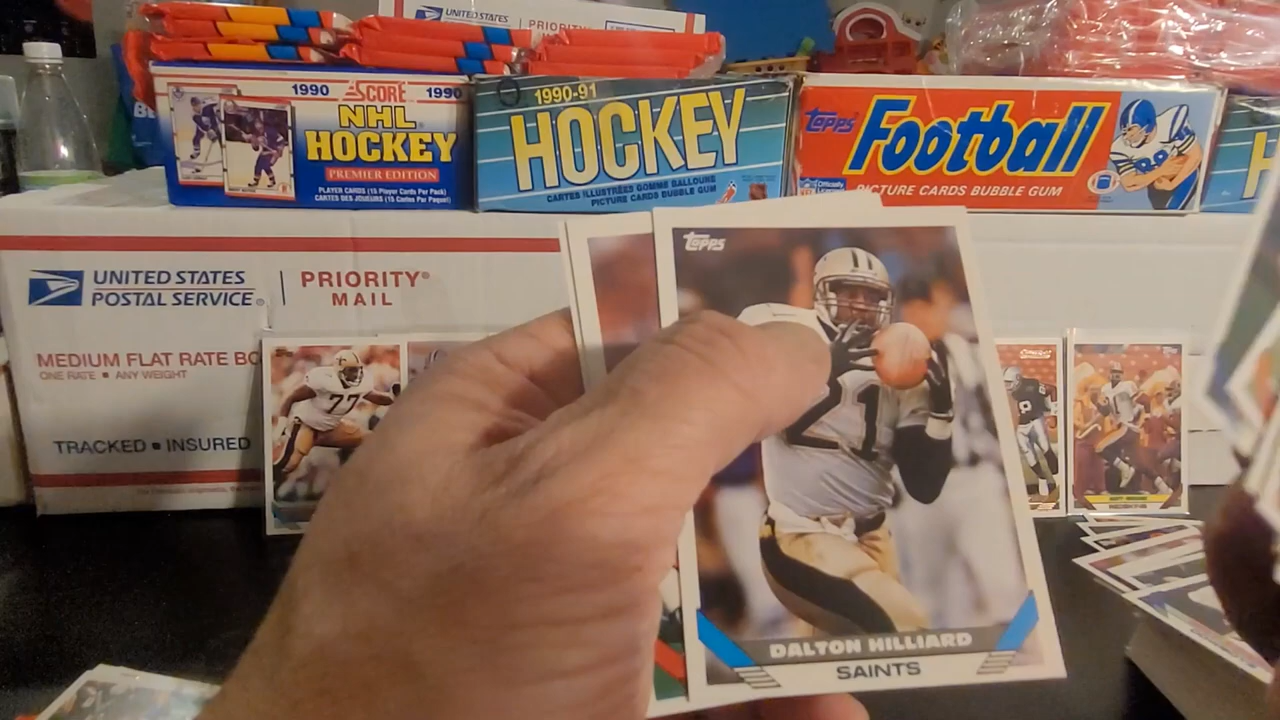 UNITED STATES
PRIORITY
1990 SCORE 1990
NHL
HOCKEY
PREMIER EDITION
PLAYER CARDS (15 Player Cards Per Pack)
CARTES DES JOUEURS (15 Cartes Par Paquet)
1990-91
HOCKEY
CARTES ILLUSTRÉES GOMME BALLOUNE
PICTURE CARDS BUBBLE GUM
TOPPS
Football
PICTURE CARDS BUBBLE GUM
H
UNITED STATES
POSTAL SERVICE®
PRIORITY®
MAIL
MEDIUM FLAT RATE BO
ONE RATE ■ ANY WEIGHT
TRACKED ■ INSURED
77
Topps
21
DALTON HILLIARD
SAINTS